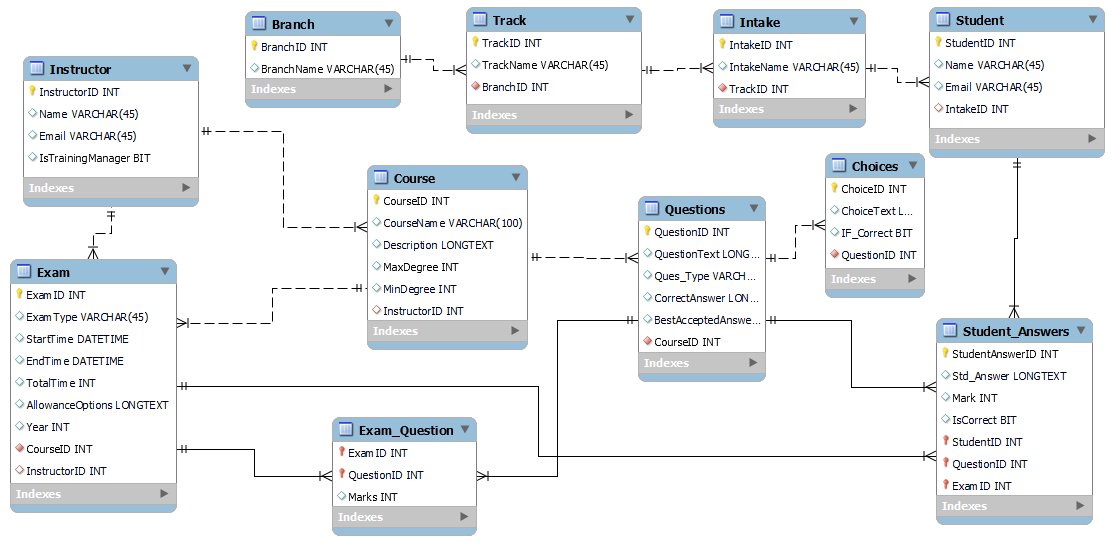 Branch
BranchID INT
BranchName VARCHAR(45)
Indexes
Track
TrackID INT
TrackName VARCHAR(45)
BranchID INT
Indexes
Intake
IntakeID INT
IntakeName VARCHAR(45)
TrackID INT
Indexes
Student
StudentID INT
Name VARCHAR(45)
Email VARCHAR(45)
IntakeID INT
Indexes
Instructor
InstructorID INT
Name VARCHAR(45)
Email VARCHAR(45)
IsTrainingManager BIT
Indexes
Course
CourseID INT
CourseName VARCHAR(100)
Description LONGTEXT
MaxDegree INT
MinDegree INT
InstructorID INT
Indexes
Questions
QuestionID INT
QuestionText LONG...
Ques_Type VARCH...
CorrectAnswer LON...
BestAcceptedAnswe...
CourseID INT
Indexes
Choices
ChoiceID INT
ChoiceText L...
IF_Correct BIT
QuestionID INT
Indexes
Exam
ExamID INT
ExamType VARCHAR(45)
StartTime DATETIME
EndTime DATETIME
TotalTime INT
AllowanceOptions LONGTEXT
Year INT
CourseID INT
InstructorID INT
Indexes
Exam_Question
ExamID INT
QuestionID INT
Marks INT
Indexes
Student_Answers
StudentAnswerID INT
Std_Answer LONGTEXT
Mark INT
IsCorrect BIT
StudentID INT
QuestionID INT
ExamID INT
Indexes